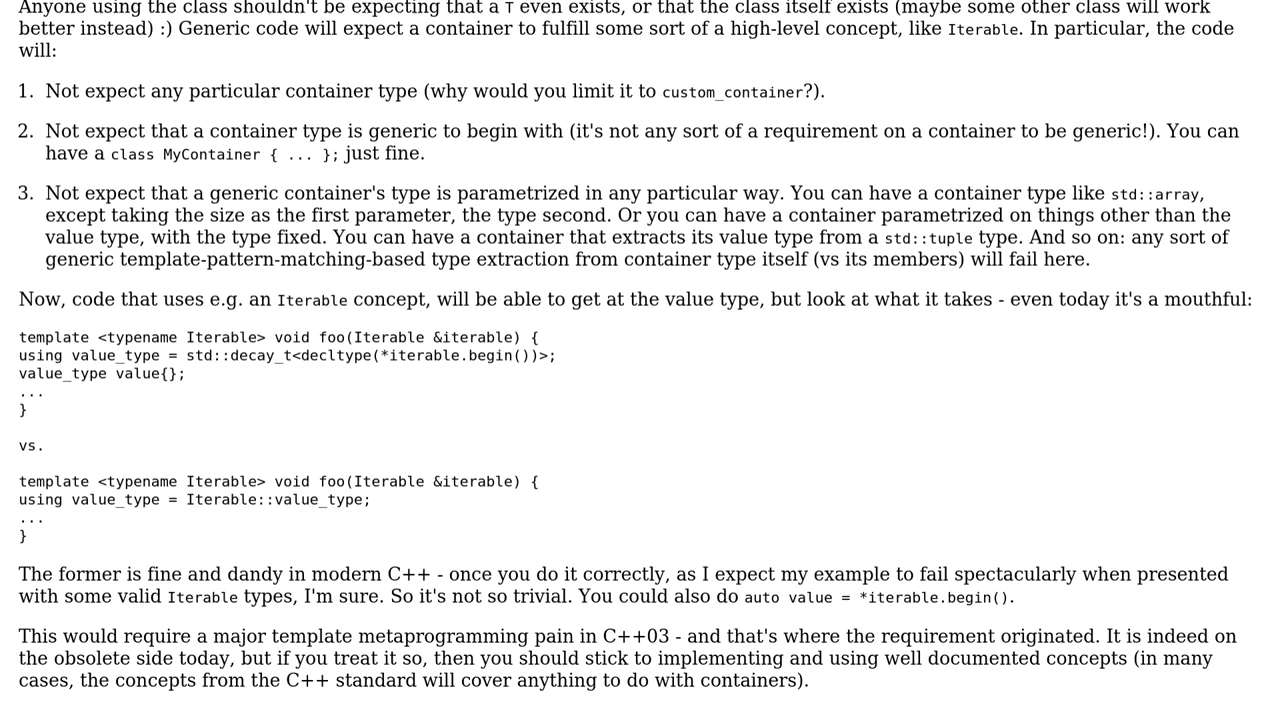 Anyone using the class shouldn't be expecting that a T even exists, or that the class itself exists (maybe some other class will work
better instead) :) Generic code will expect a container to fulfill some sort of a high-level concept, like Iterable. In particular, the code
will:
1. Not expect any particular container type (why would you limit it to custom_container?).
2. Not expect that a container type is generic to begin with (it's not any sort of a requirement on a container to be generic!). You can
have a class MyContainer { ... }; just fine.
3. Not expect that a generic container's type is parametrized in any particular way. You can have a container type like std::array,
except taking the size as the first parameter, the type second. Or you can have a container parametrized on things other than the
value type, with the type fixed. You can have a container that extracts its value type from a std::tuple type. And so on: any sort of
generic template-pattern-matching-based type extraction from container type itself (vs its members) will fail here.
Now, code that uses e.g. an Iterable concept, will be able to get at the value type, but look at what it takes - even today it's a mouthful:
template <typename Iterable> void foo(Iterable &iterable) {
using value_type = std::decay_t<decltype(*iterable.begin())>;
value_type value{};
...
}
vs.
template <typename Iterable> void foo(Iterable &iterable) {
using value_type = Iterable::value_type;
...
}
The former is fine and dandy in modern C++ - once you do it correctly, as I expect my example to fail spectacularly when presented
with some valid Iterable types, I'm sure. So it's not so trivial. You could also do auto value = *iterable.begin().
This would require a major template metaprogramming pain in C++03 - and that's where the requirement originated. It is indeed on
the obsolete side today, but if you treat it so, then you should stick to implementing and using well documented concepts (in many
cases, the concepts from the C++ standard will cover anything to do with containers).